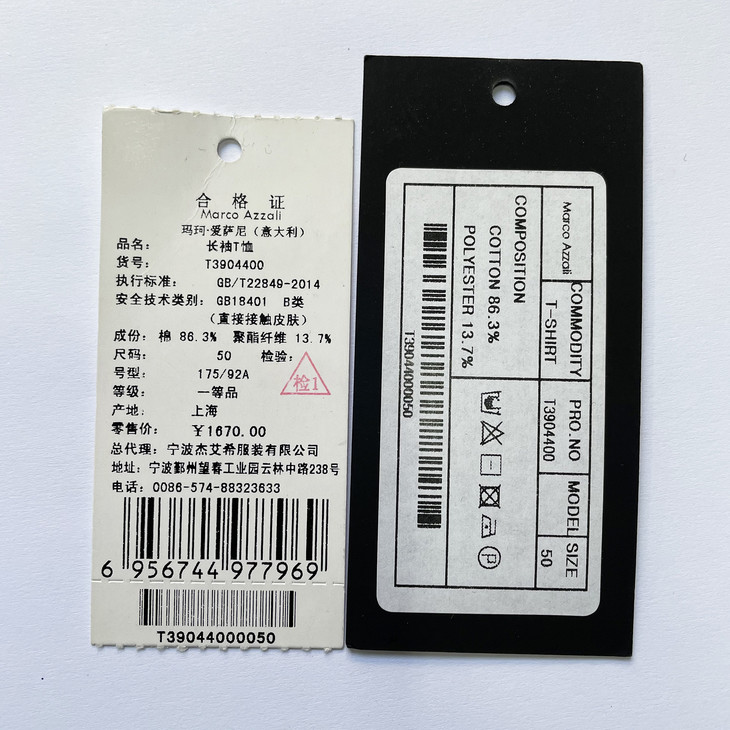 合格证
Marco Azzali
玛珂·爱萨尼（意大利）
品名： 长袖T恤
货号： T3904400
执行标准： GB/T22849-2014
安全技术类别： GB18401 B类
（直接接触皮肤）
成份：棉 86.3% 聚酯纤维 13.7%
尺码： 50 检验：
检1
号型： 175/92A
等级： 一等品
产地： 上海
零售价： ￥1670.00
总代理：宁波杰艾希服装有限公司
地址：宁波鄞州望春工业园云林中路238号
电话：0086-574-88323633
6 956744 977969
T39044000050
Marco Azzali
COMMODITY PRO.NO MODEL SIZE
T-SHIRT T3904400 50
COMPOSITION
COTTON 86.3%
POLYESTER 13.7%
P
T39044000050